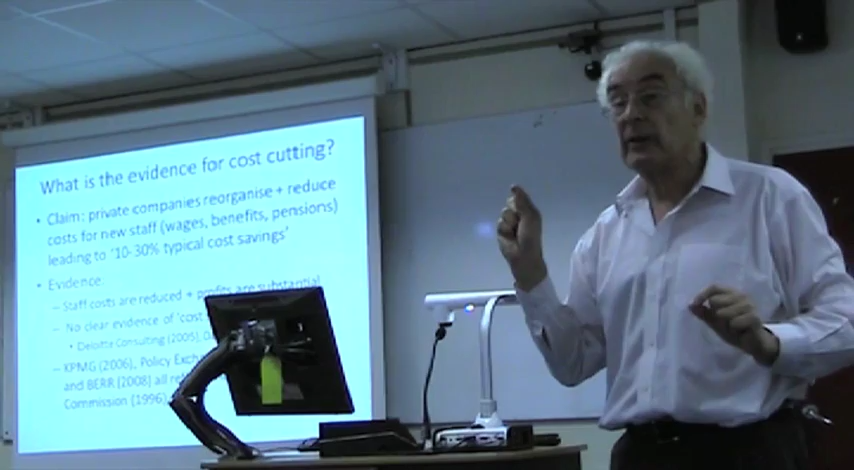 What is the evidence for cost cutting?
• Claim: private companies reorganise + reduce
costs for new staff (wages, benefits, pensions)
leading to '10-30% typical cost savings'
• Evidence:
– Staff costs are reduced + profits are substantial
– No clear evidence of 'cost
• Deloitte Consulting (2005),
– KPMG (2006), Policy
and BERR [2008] all
Commission (1996)